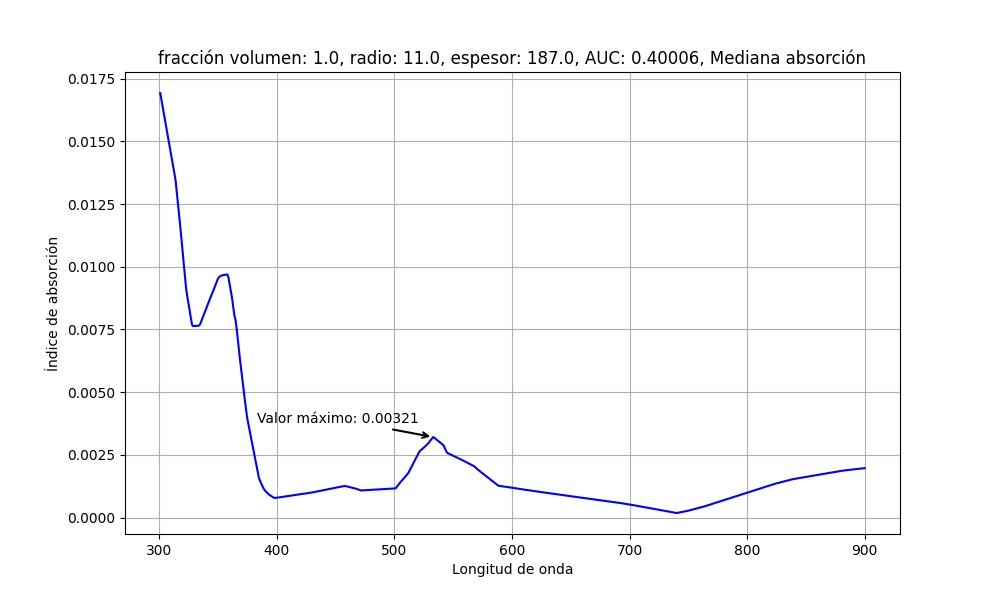 fracción volumen: 1.0, radio: 11.0, espesor: 187.0, AUC: 0.40006, Mediana absorción
0.0175
0.0150
0.0125
0.0100
0.0075
0.0050
0.0025
0.0000
Índice de absorción
Valor máximo: 0.00321
300 400 500 600 700 800 900
Longitud de onda